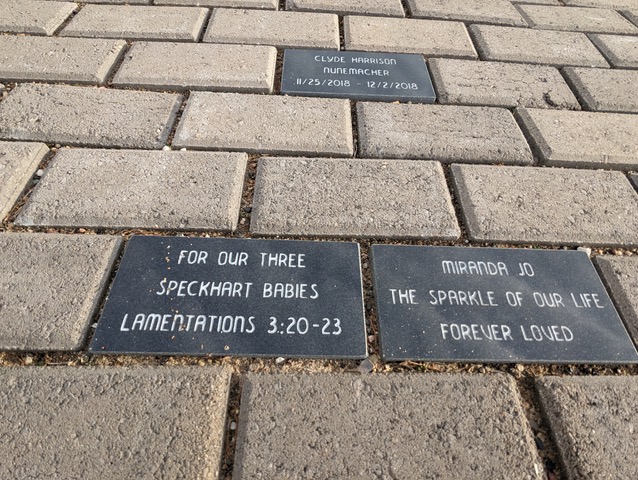 CLYDE HARRISON
NUNEMACHER
11/25/2018 - 12/2/2018
FOR OUR THREE
SPECKHART BABIES
LAMENTATIONS 3:20-23
MIRANDA JO
THE SPARKLE OF OUR LIFE
FOREVER LOVED